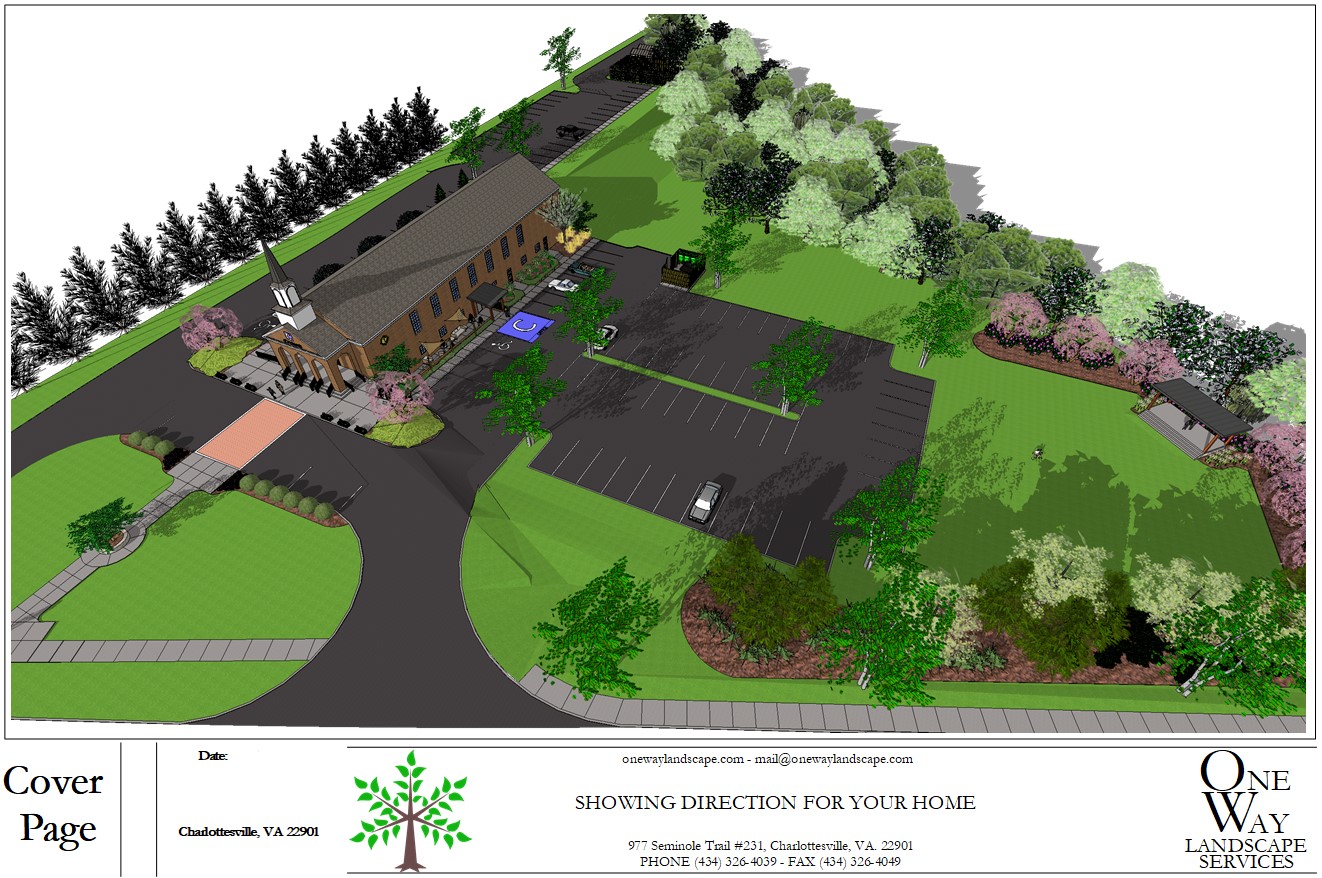 Cover
Page
Date:
Charlottesville, VA 22901
onewaylandscape.com - mail@onewaylandscape.com
SHOWING DIRECTION FOR YOUR HOME
977 Seminole Trail #231, Charlottesville, VA. 22901
PHONE (434) 326-4039 - FAX (434) 326-4049
ONE
WAY
LANDSCAPE
SERVICES